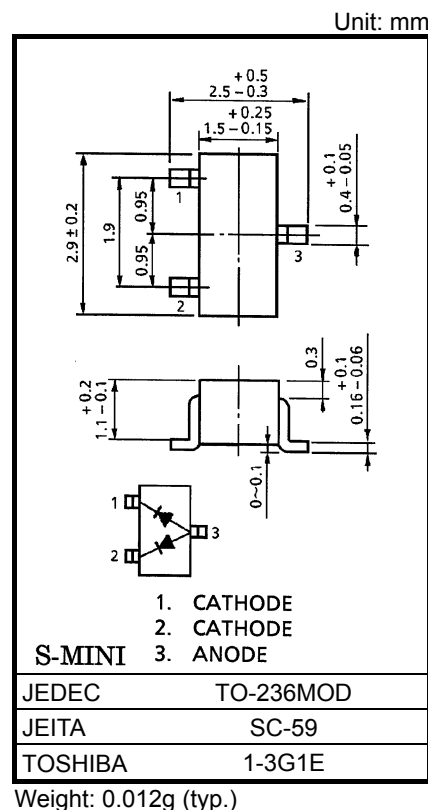 Unit: mm
+0.5
2.5−0.3
+0.25
1.5−0.15
+0.1
0.4−0.05
2.9±0.2
1.9
0.95
0.95
1
2
3
+0.2
1.1−0.1
0.3
+0.1
0.16−0.06
0~0.1
1
2
3
1. CATHODE
2. CATHODE
S-MINI 3. ANODE
JEDEC TO-236MOD
JEITA SC-59
TOSHIBA 1-3G1E
Weight: 0.012g (typ.)